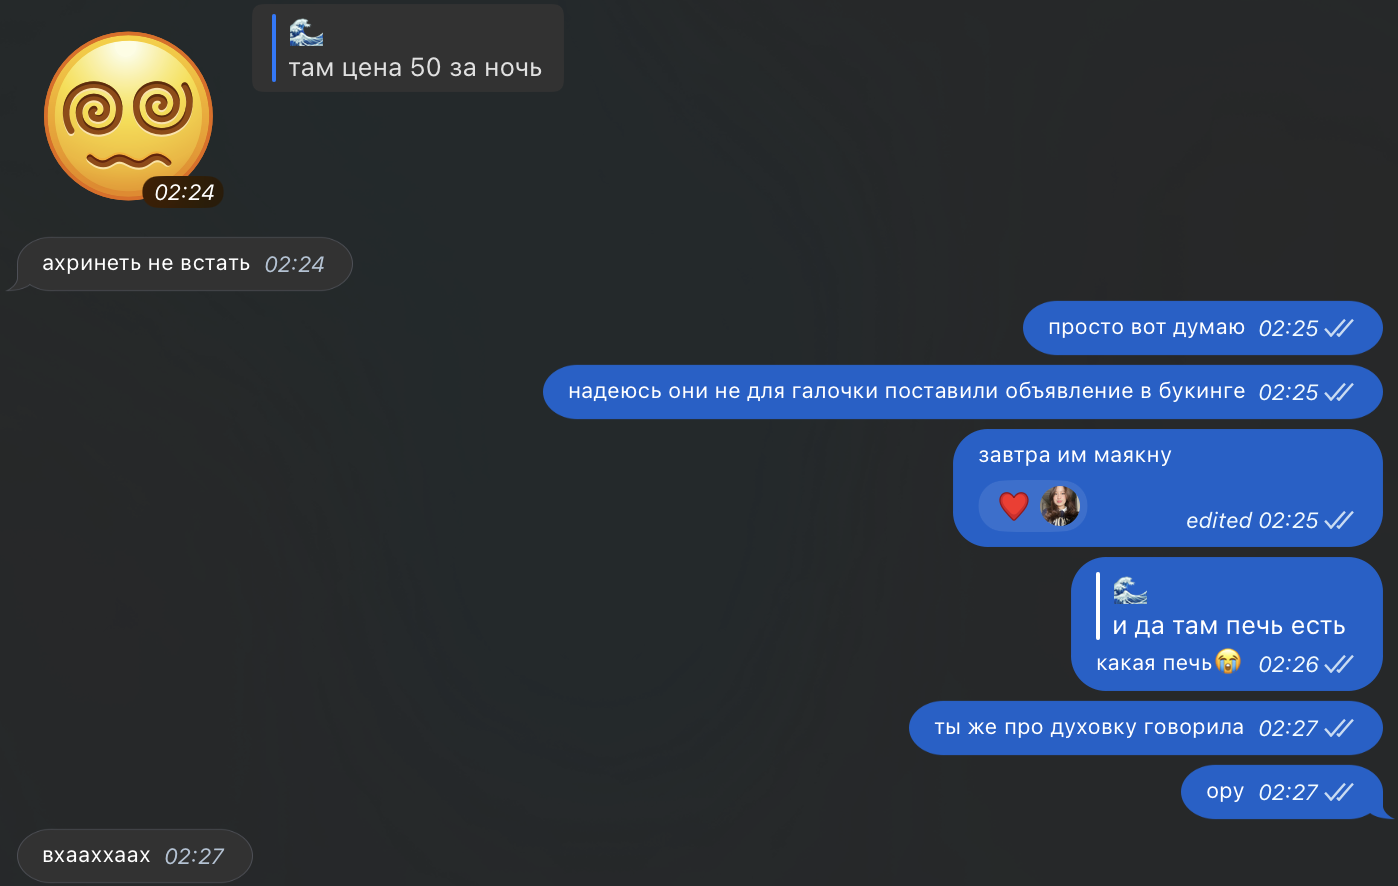 там цена 50 за ночь
02:24
ахринеть не встать 02:24
просто вот думаю 02:25
надеюсь они не для галочки поставили объявление в букинге 02:25
завтра им маякну
edited 02:25
и да там печь есть
какая печь😭 02:26
ты же про духовку говорила 02:27
ору 02:27
вхааххаах 02:27